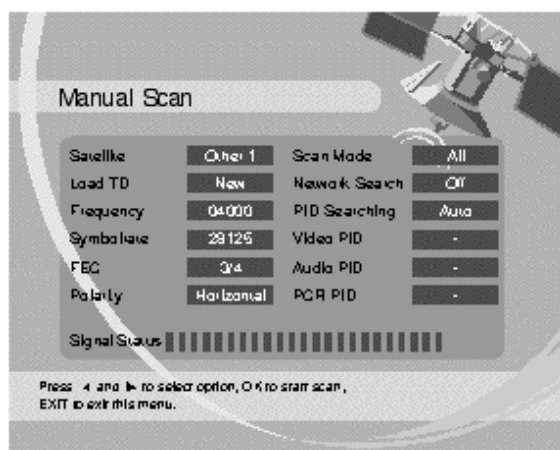 Manual Scan
Satellite Other 1 Scan Mode All
Load TD New Network Search Off
Frequency 04000 PID Searching Auto
Symbolrate 28125 Video PID -
FEC 3/4 Audio PID -
Polarity Horizontal PCR PID -
Signal Status
Press ◄ and ► to select option, OK to start scan,
EXIT to exit this menu.